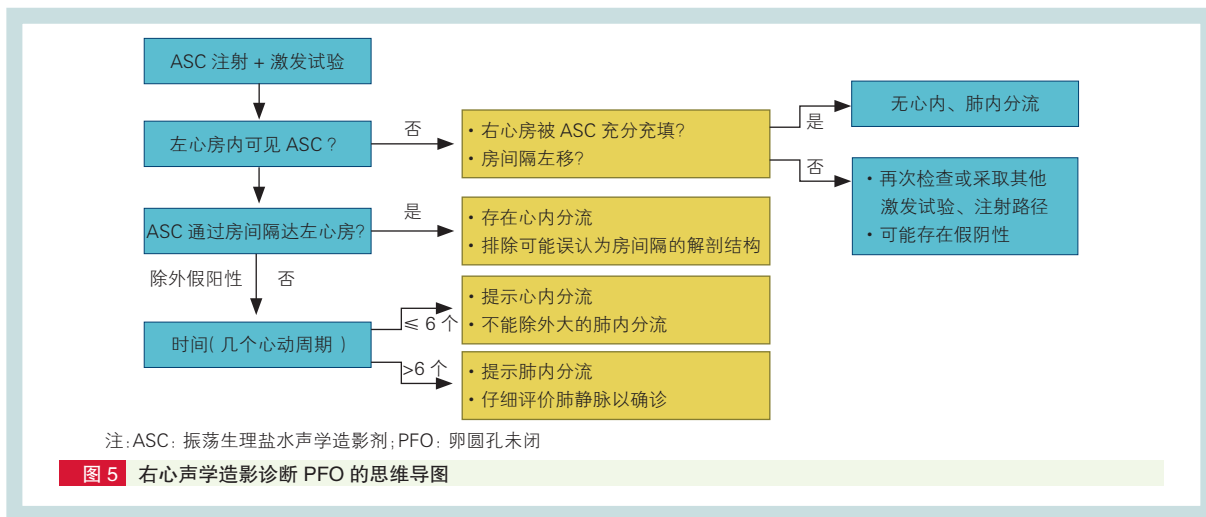 ASC 注射 + 激发试验
左心房内可见 ASC ?
否
• 右心房被 ASC 充分充填?
• 房间隔左移?
是
无心内、肺内分流
否
• 再次检查或采取其他
激发试验、注射路径
• 可能存在假阴性
ASC 通过房间隔达左心房?
是
• 存在心内分流
• 排除可能误认为房间隔的解剖结构
除外假阳性 否
时间( 几个心动周期 )
≤ 6 个
• 提示心内分流
• 不能除外大的肺内分流
>6 个
• 提示肺内分流
• 仔细评价肺静脉以确诊
注:ASC: 振荡生理盐水声学造影剂;PFO: 卵圆孔未闭
图 5 右心声学造影诊断 PFO 的思维导图